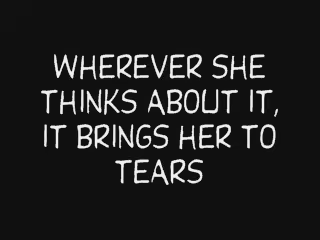 WHEREVER SHE
THINKS ABOUT IT,
IT BRINGS HER TO
TEARS